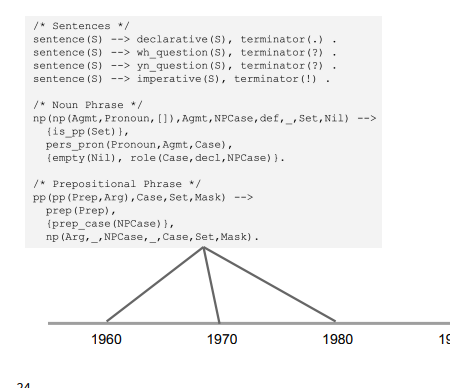 /* Sentences */
sentence(S) --> declarative(S), terminator(.) .
sentence(S) --> wh_question(S), terminator(?) .
sentence(S) --> yn_question(S), terminator(?) .
sentence(S) --> imperative(S), terminator(!) .
/* Noun Phrase */
np(np(Agmt,Pronoun,[]),Agmt,NPCase,def,_,Set,Nil) -->
{is_pp(Set)},
pers_pron(Pronoun,Agmt,Case),
{empty(Nil), role(Case,decl,NPCase)}.
/* Prepositional Phrase */
pp(pp(Prep,Arg),Case,Set,Mask) -->
prep(Prep),
{prep_case(NPCase)},
np(Arg,_,NPCase,_,Case,Set,Mask).
1960 1970 1980